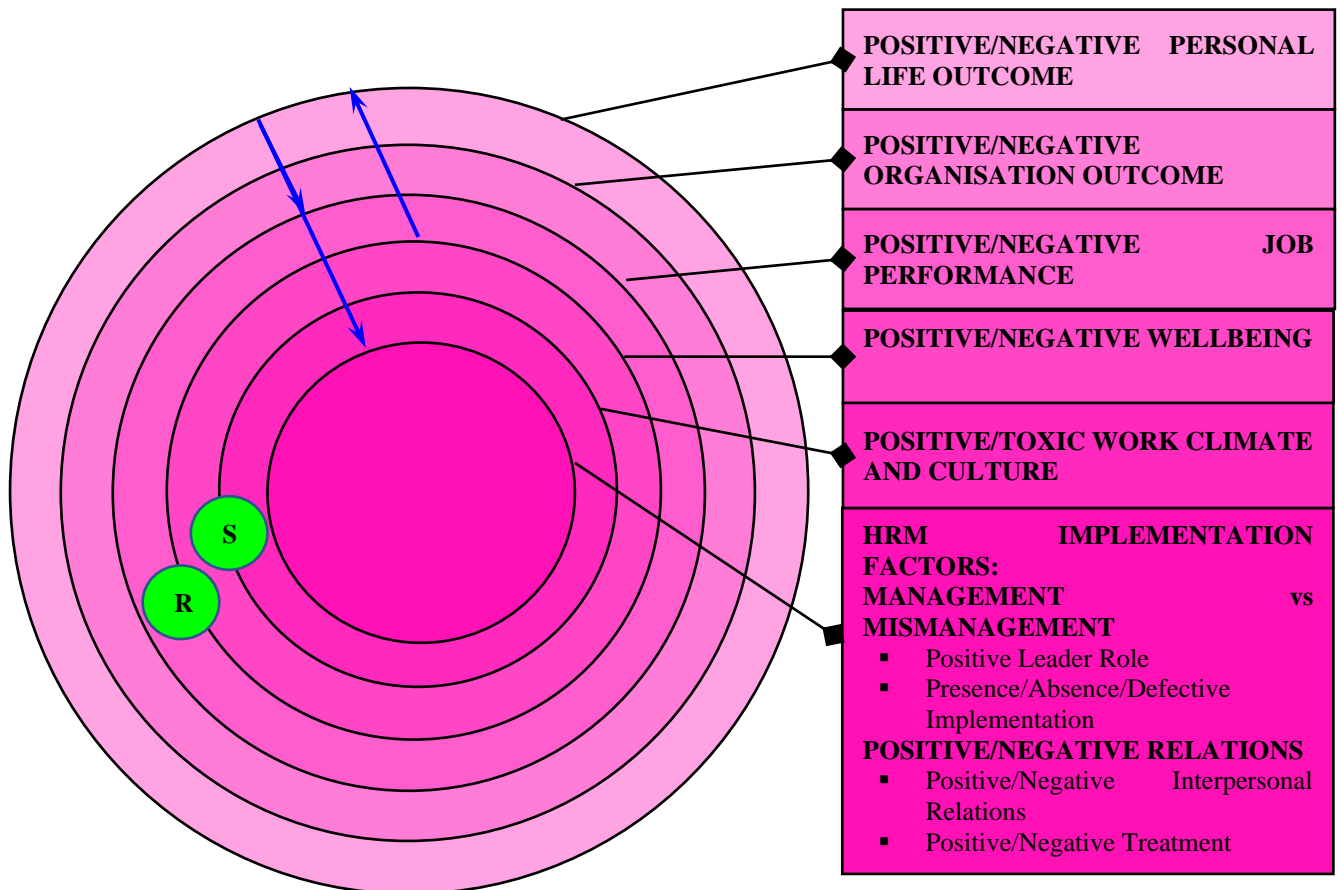 POSITIVE/NEGATIVE PERSONAL
LIFE OUTCOME
POSITIVE/NEGATIVE
ORGANISATION OUTCOME
POSITIVE/NEGATIVE JOB
PERFORMANCE
POSITIVE/NEGATIVE WELLBEING
POSITIVE/TOXIC WORK CLIMATE
AND CULTURE
HRM IMPLEMENTATION
FACTORS:
MANAGEMENT vs
MISMANAGEMENT
▪ Positive Leader Role
▪ Presence/Absence/Defective
Implementation
POSITIVE/NEGATIVE RELATIONS
▪ Positive/Negative Interpersonal
Relations
▪ Positive/Negative Treatment
S
R